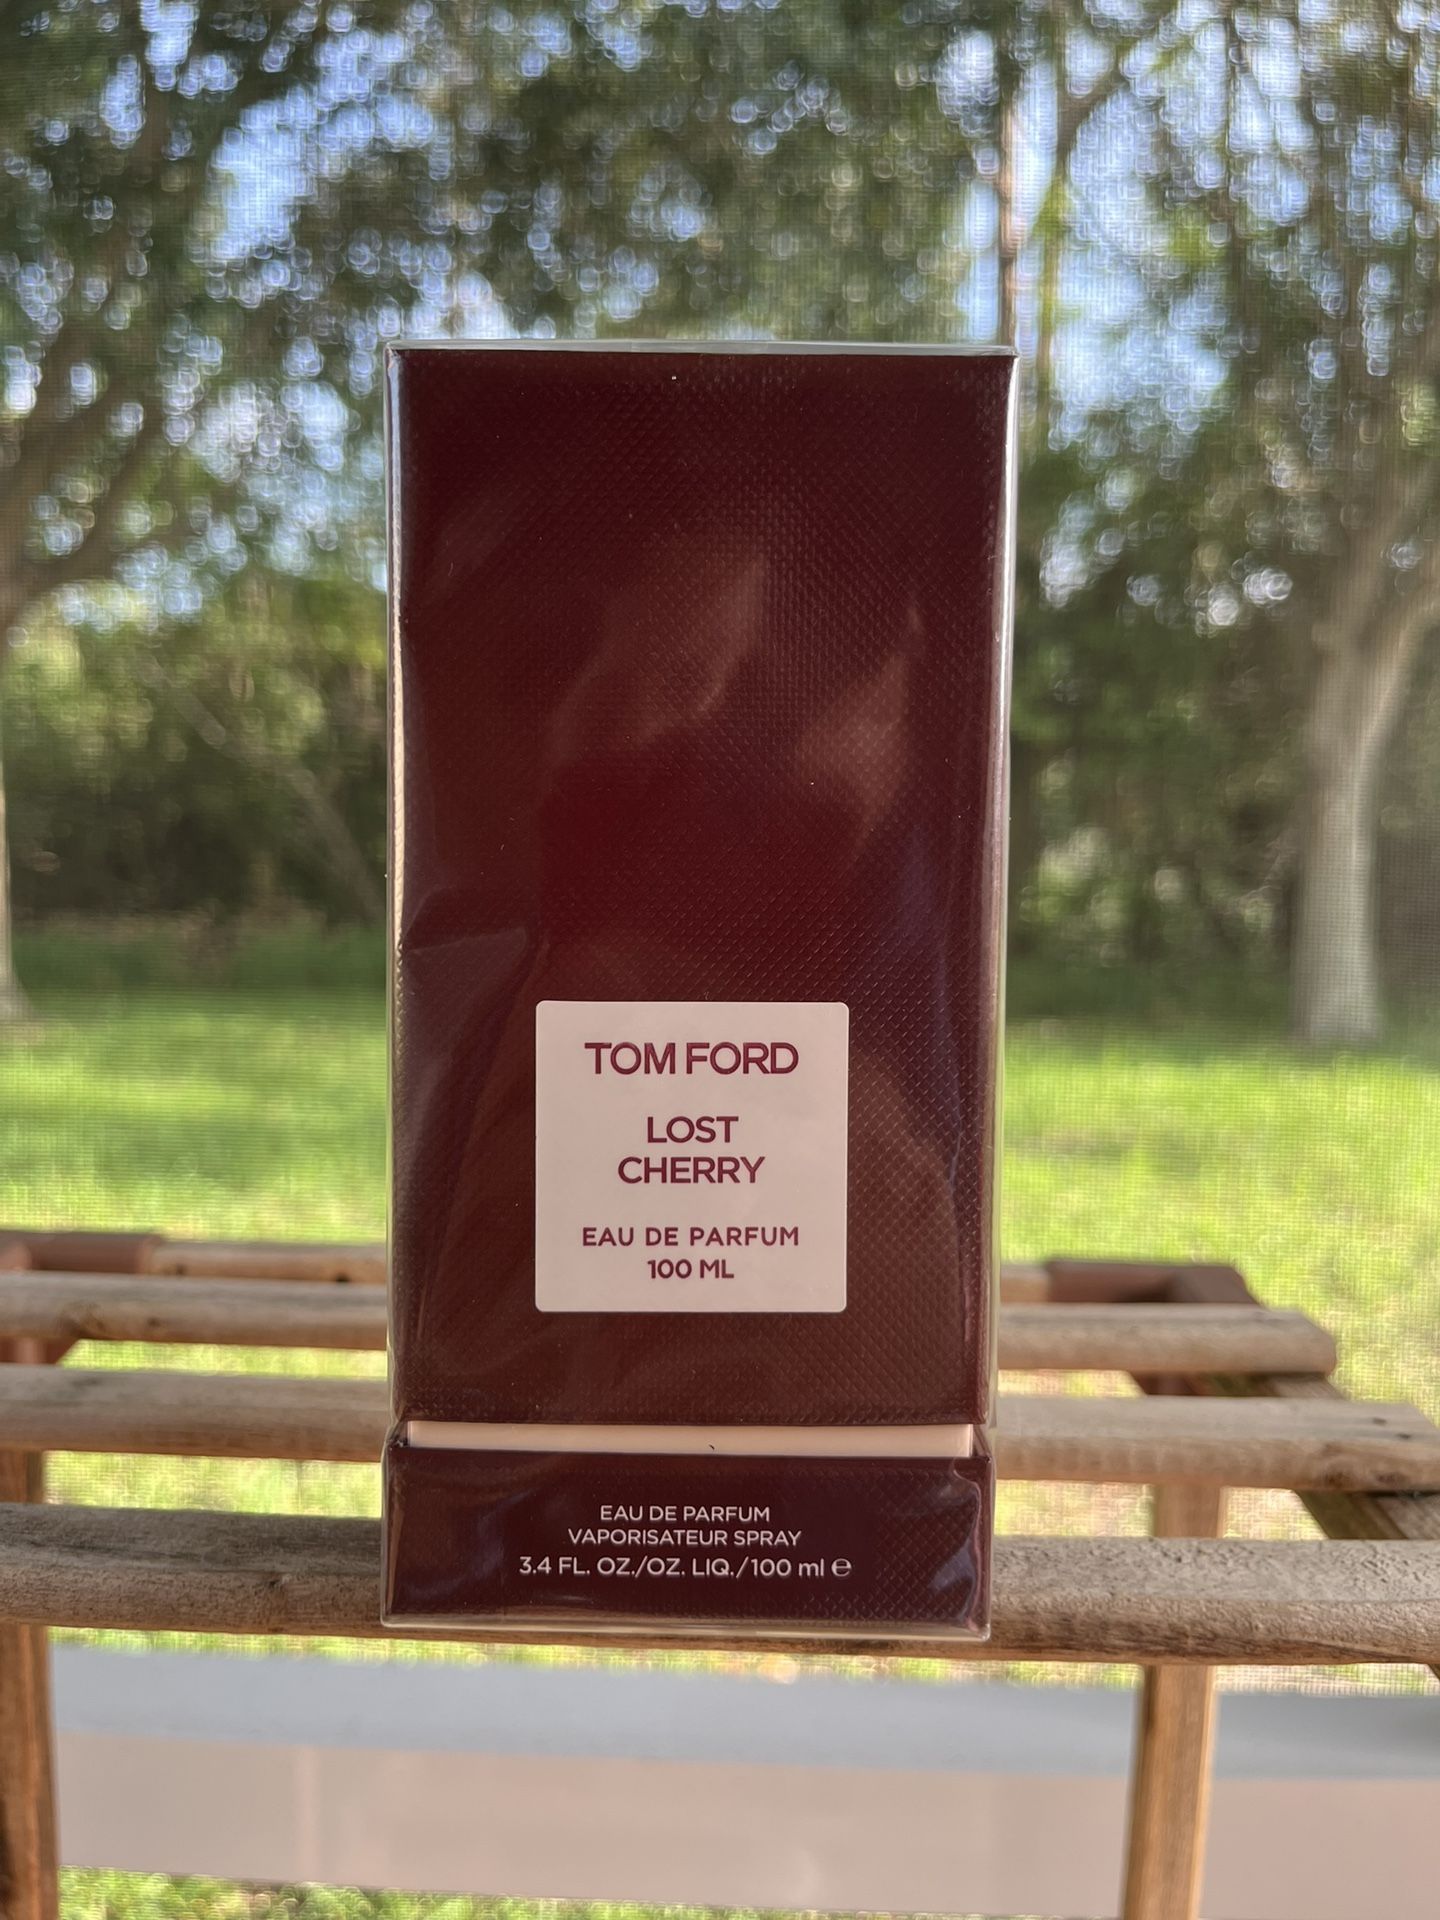 TOM FORD
LOST
CHERRY
EAU DE PARFUM
100 ML
EAU DE PARFUM
VAPORISATEUR SPRAY
3.4 FL. OZ./OZ. LIQ./100 ml ℮